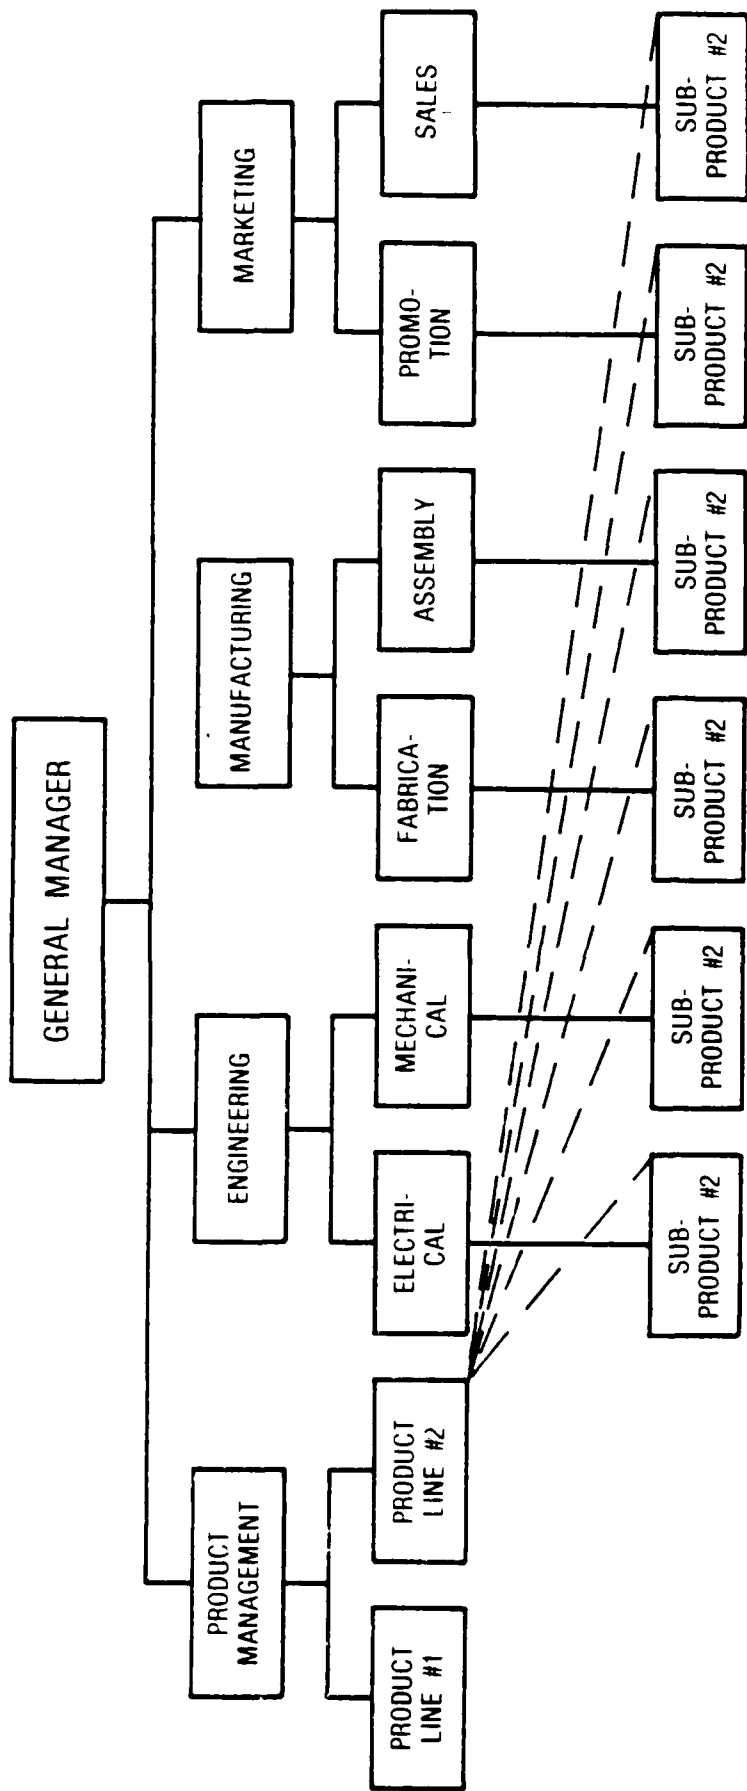 GENERAL MANAGER
PRODUCT
MANAGEMENT
ENGINEERING
MANUFACTURING
MARKETING
PRODUCT
LINE #1
PRODUCT
LINE #2
ELECTRI-
CAL
MECHANI-
CAL
FABRICA-
TION
ASSEMBLY
PROMO-
TION
SALES
SUB-
PRODUCT #2
SUB-
PRODUCT #2
SUB-
PRODUCT #2
SUB-
PRODUCT #2
SUB-
PRODUCT #2
SUB-
PRODUCT #2